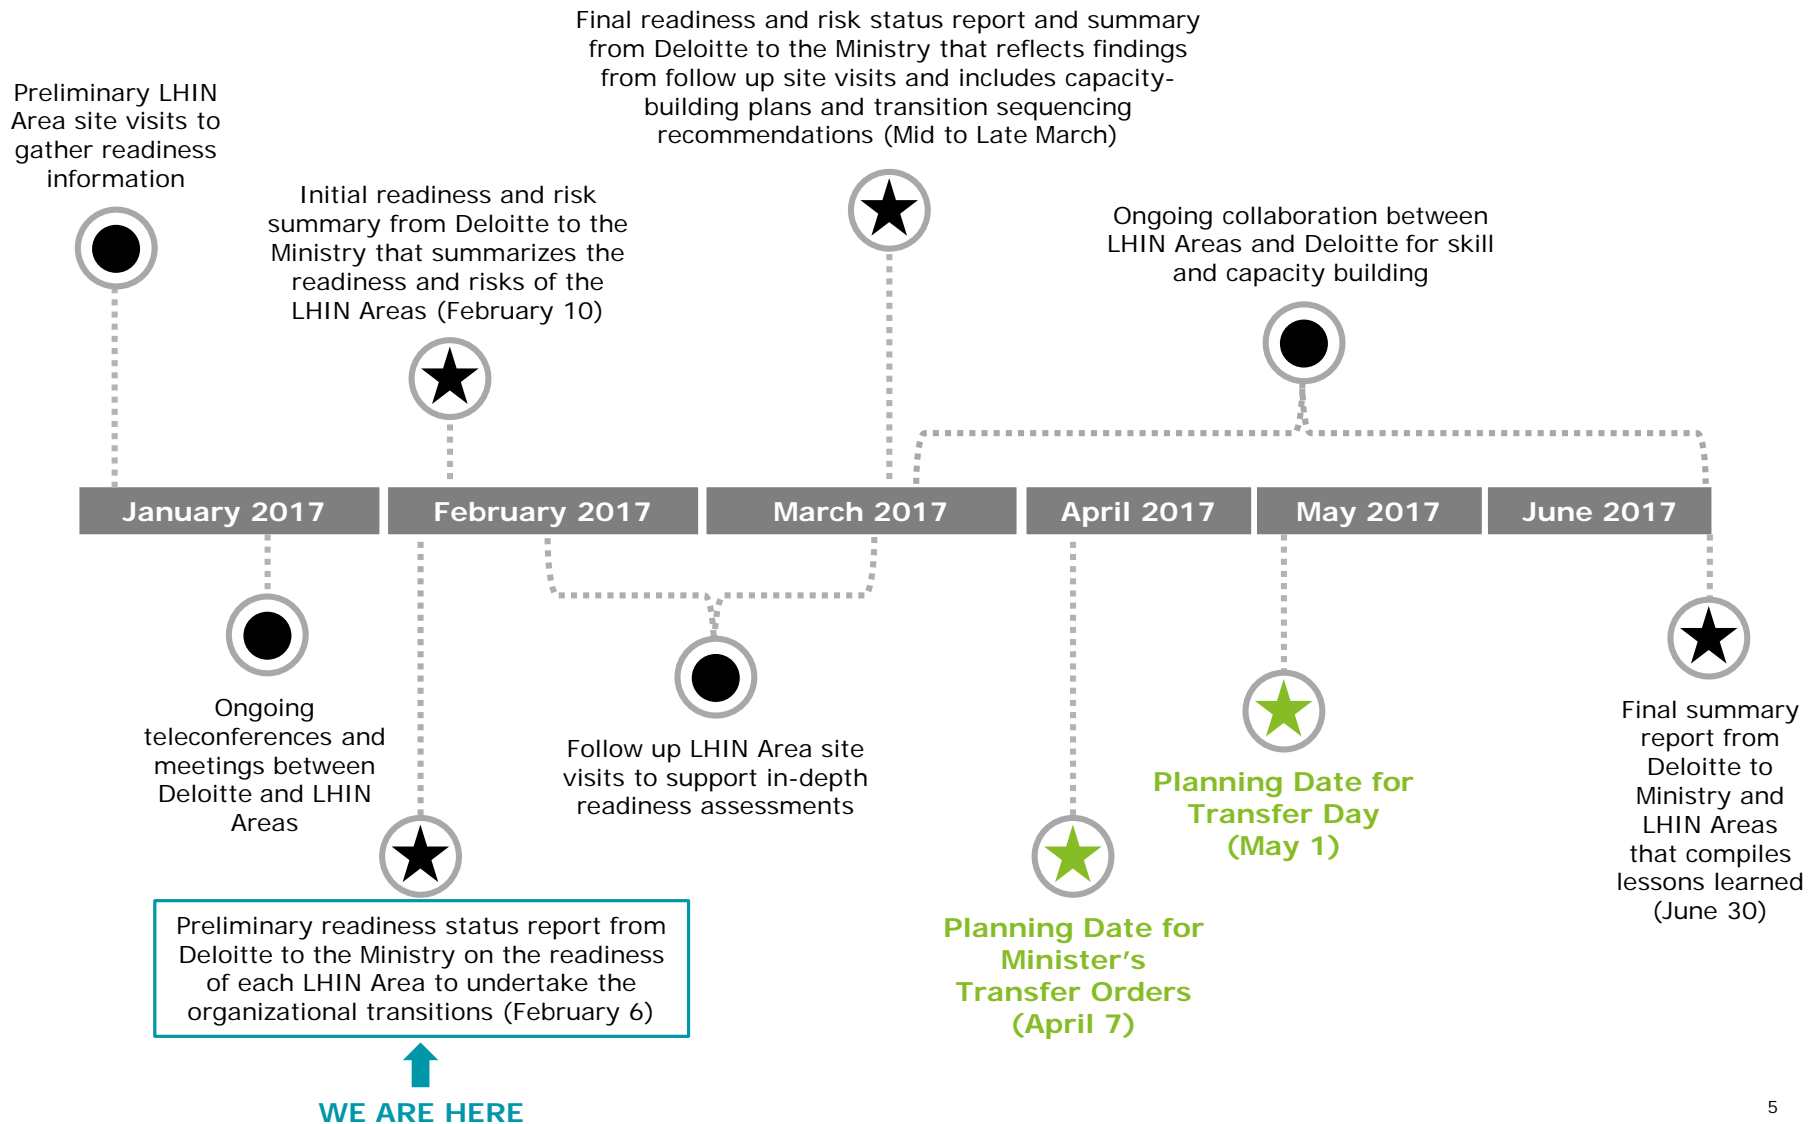 Final readiness and risk status report and summary
from Deloitte to the Ministry that reflects findings
from follow up site visits and includes capacity-
building plans and transition sequencing
recommendations (Mid to Late March)
Preliminary LHIN
Area site visits to
gather readiness
information
Initial readiness and risk
summary from Deloitte to the
Ministry that summarizes the
readiness and risks of the
LHIN Areas (February 10)
Ongoing collaboration between
LHIN Areas and Deloitte for skill
and capacity building
January 2017
February 2017
March 2017
April 2017
May 2017
June 2017
Ongoing
teleconferences and
meetings between
Deloitte and LHIN
Areas
Follow up LHIN Area site
visits to support in-depth
readiness assessments
Planning Date for
Transfer Day
(May 1)
Final summary
report from
Deloitte to
Ministry and
LHIN Areas
that compiles
lessons learned
(June 30)
Preliminary readiness status report from
Deloitte to the Ministry on the readiness
of each LHIN Area to undertake the
organizational transitions (February 6)
Planning Date for
Minister’s
Transfer Orders
(April 7)
WE ARE HERE
5